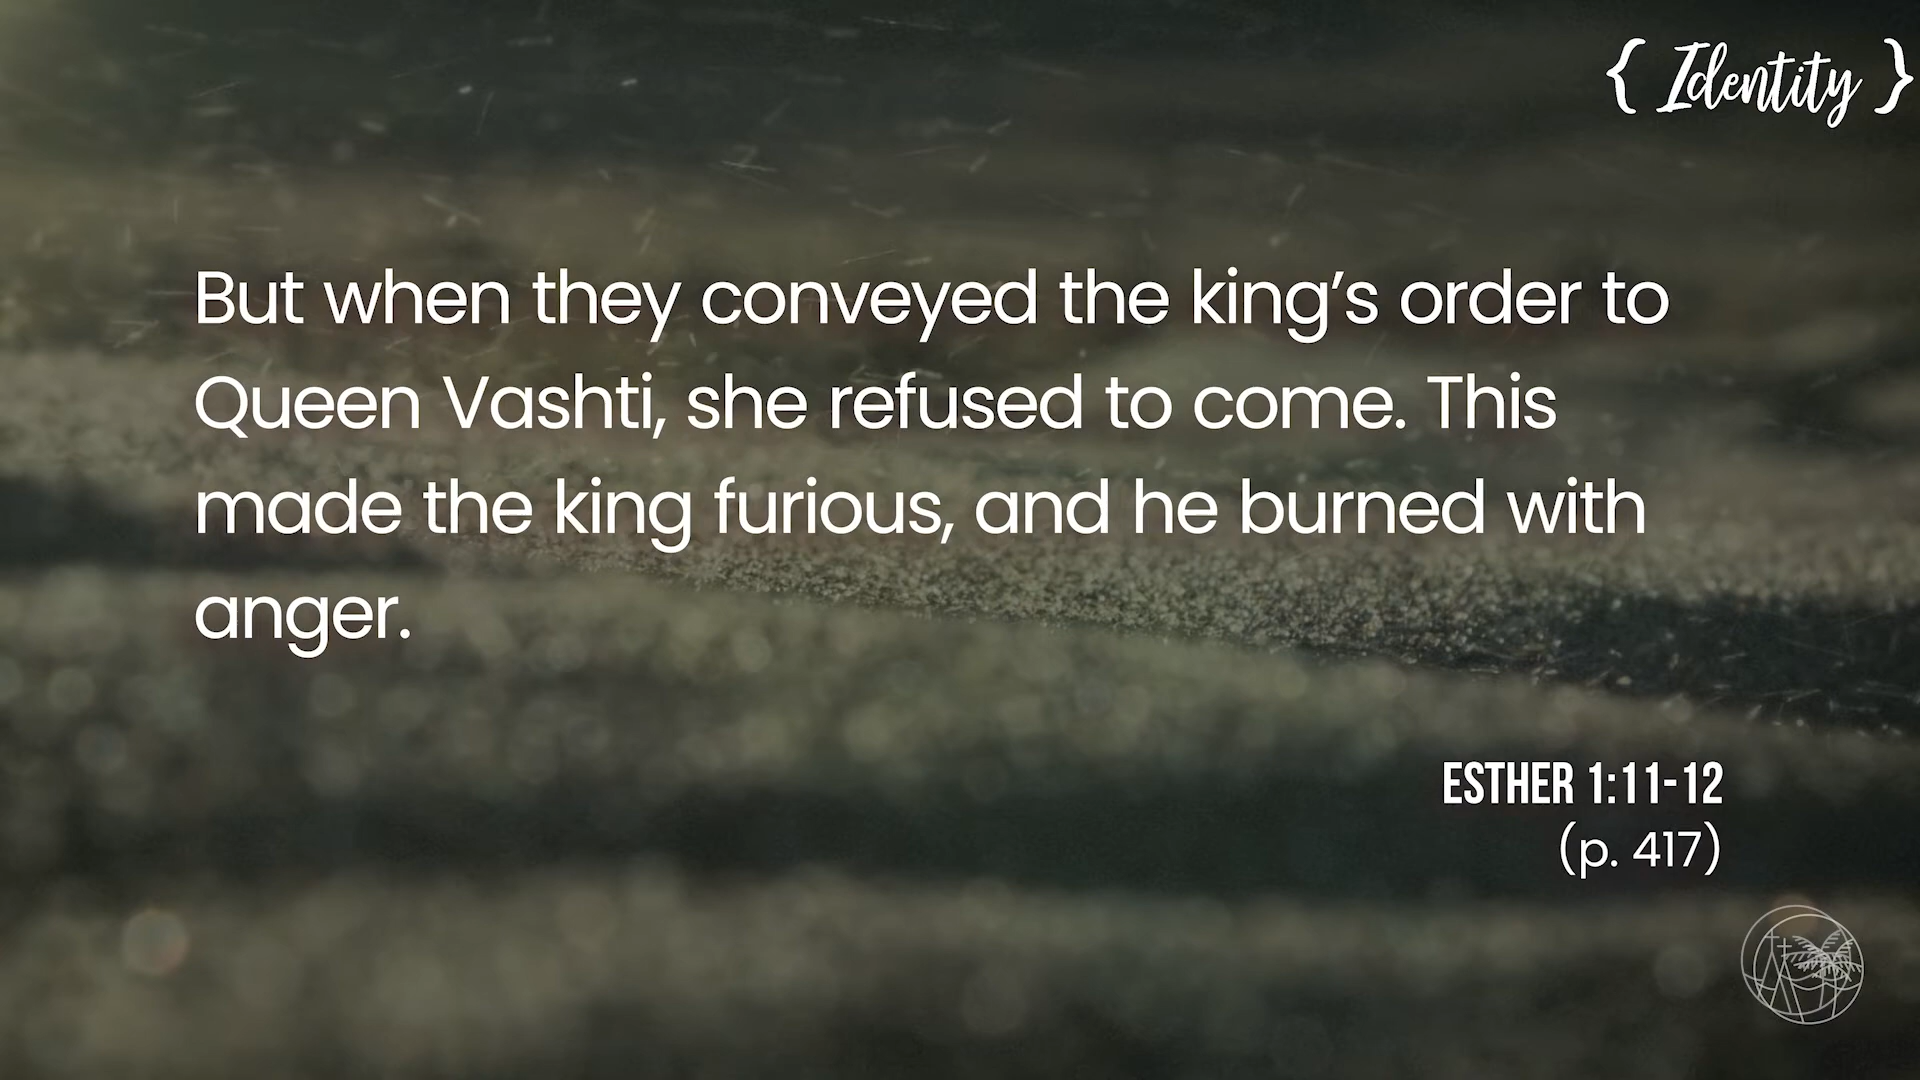 { Identity }
But when they conveyed the king’s order to
Queen Vashti, she refused to come. This
made the king furious, and he burned with
anger.
ESTHER 1:11-12
(p. 417)